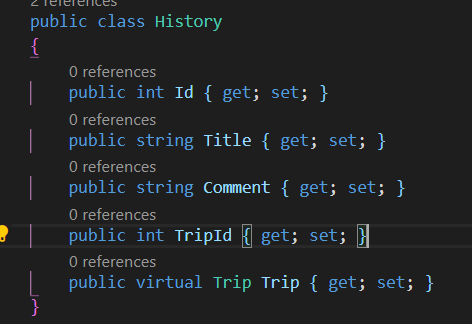 2 references
public class History
{
0 references
public int Id { get; set; }
0 references
public string Title { get; set; }
0 references
public string Comment { get; set; }
0 references
public int TripId { get; set; }
0 references
public virtual Trip Trip { get; set; }
}